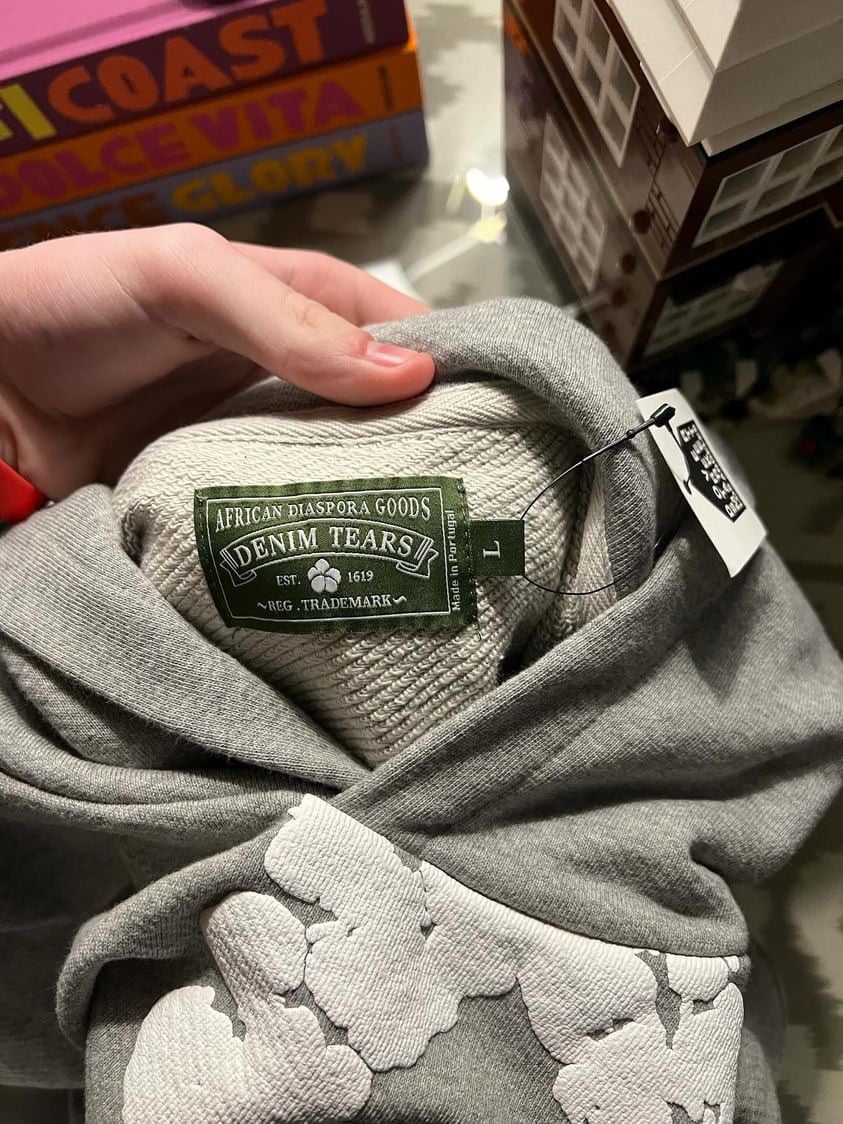 COAST
DOLCE VITA
GLORY
AFRICAN DIASPORA GOODS
DENIM TEARS
EST. 1619
~REG .TRADEMARK~
Made in Portugal
L